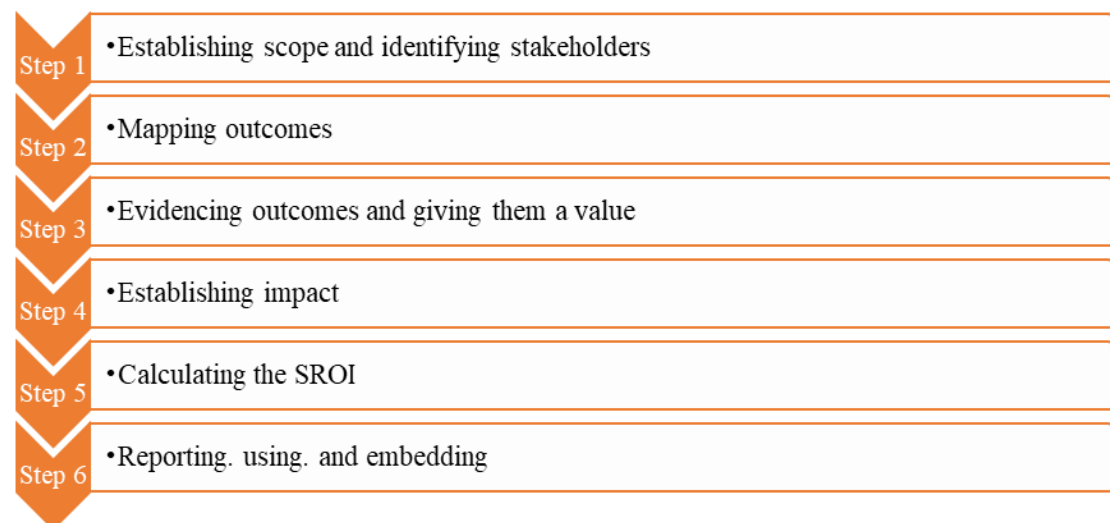 Step 1
•Establishing scope and identifying stakeholders
Step 2
•Mapping outcomes
Step 3
•Evidencing outcomes and giving them a value
Step 4
•Establishing impact
Step 5
•Calculating the SROI
Step 6
•Reporting. using. and embedding